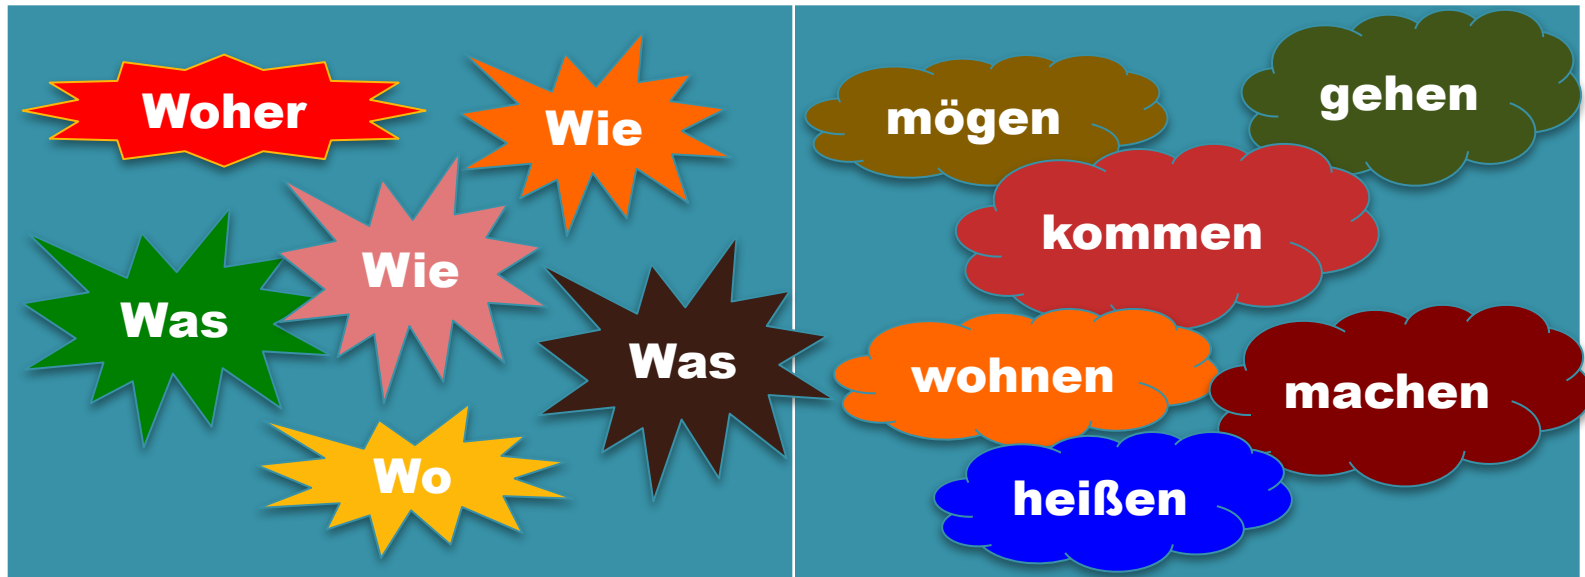 Woher
Wie
Wie
Was
Was
Wo
mögen
gehen
kommen
wohnen
machen
heißen